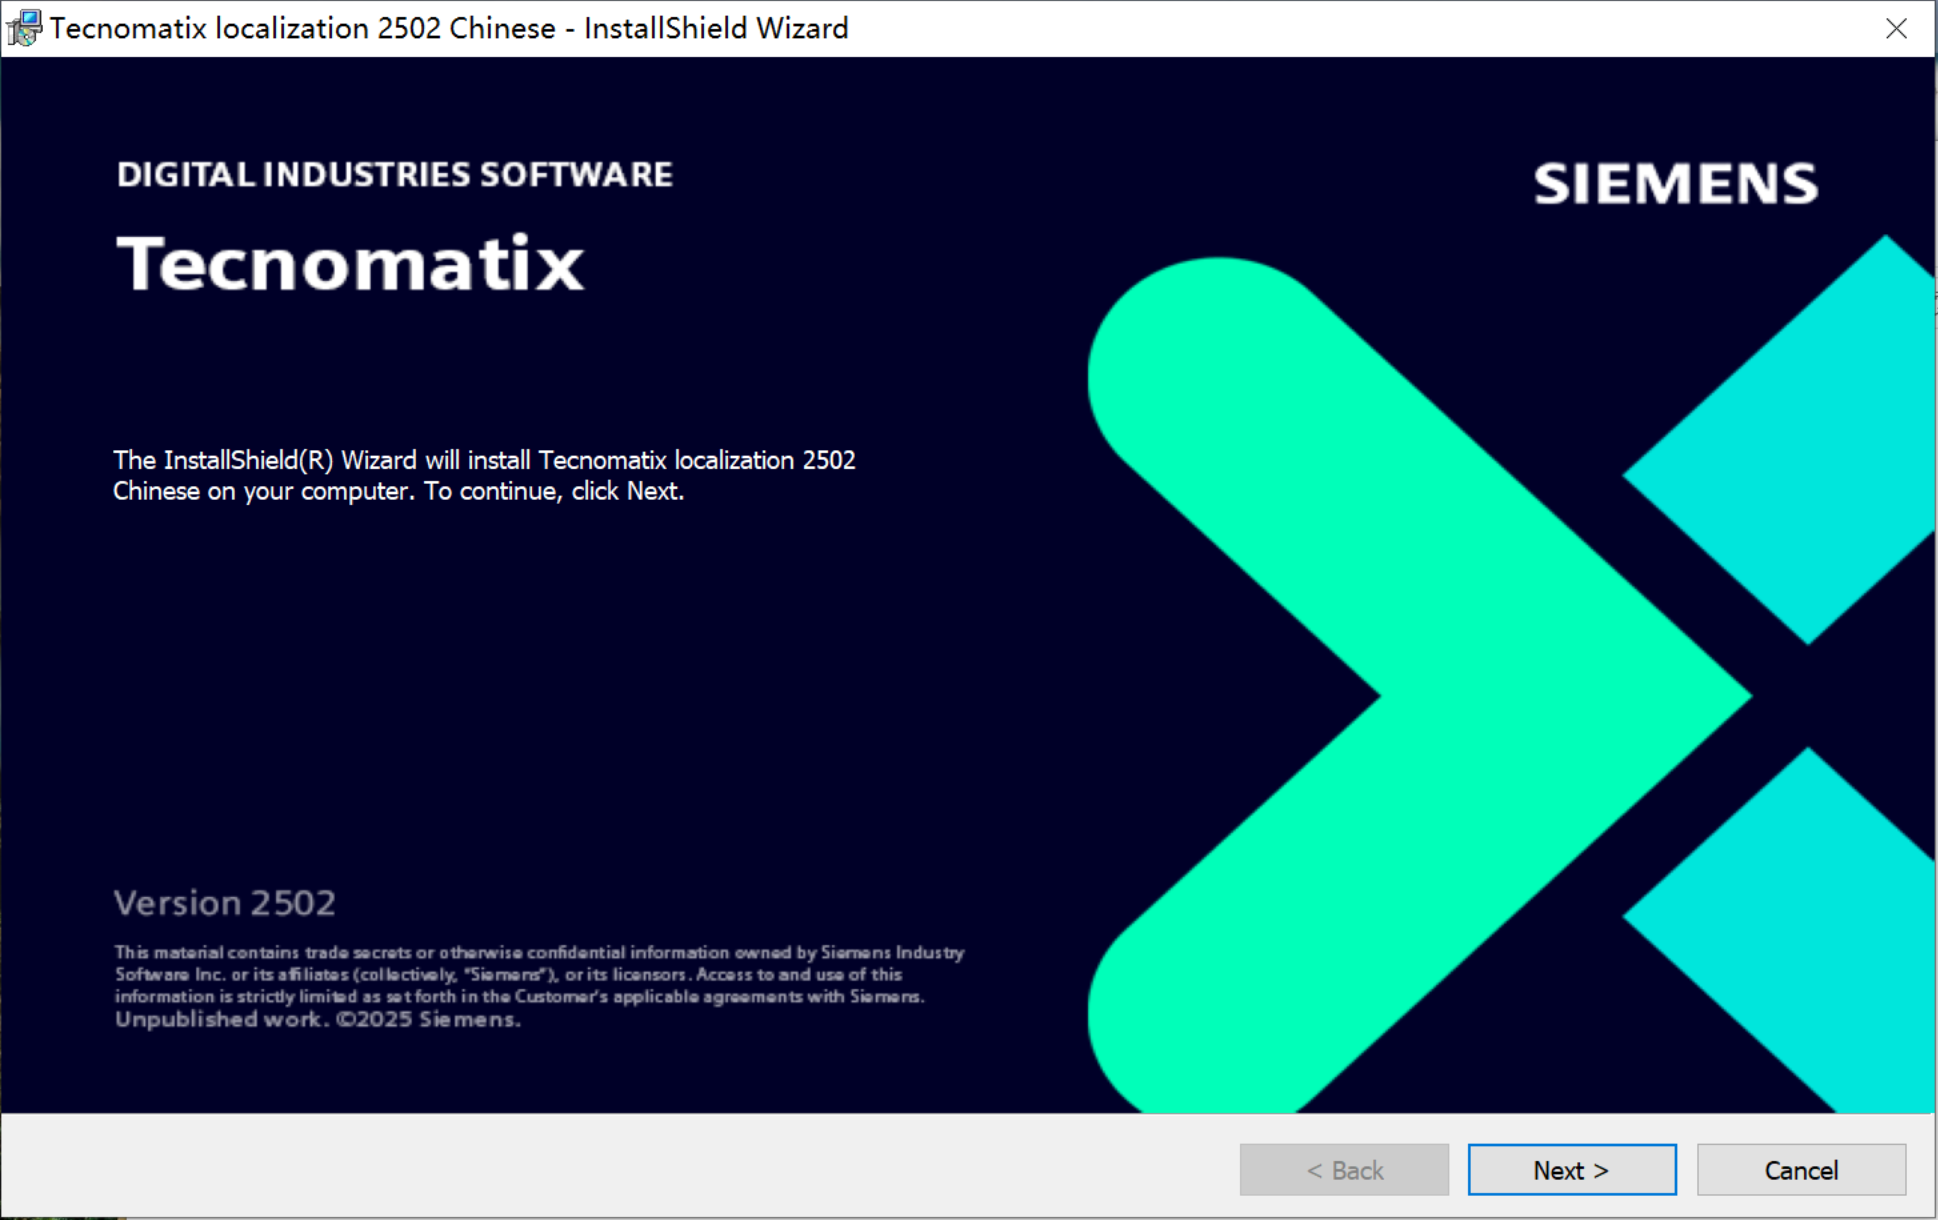 Tecnomatix localization 2502 Chinese - InstallShield Wizard
DIGITAL INDUSTRIES SOFTWARE
SIEMENS
Tecnomatix
The InstallShield(R) Wizard will install Tecnomatix localization 2502
Chinese on your computer. To continue, click Next.
Version 2502
This material contains trade secrets or otherwise confidential information owned by Siemens Industry
Software Inc. or its affiliates (collectively, "Siemens"), or its licensors. Access to and use of this
information is strictly limited as set forth in the Customer's applicable agreements with Siemens.
Unpublished work. ©2025 Siemens.
< Back
Next >
Cancel